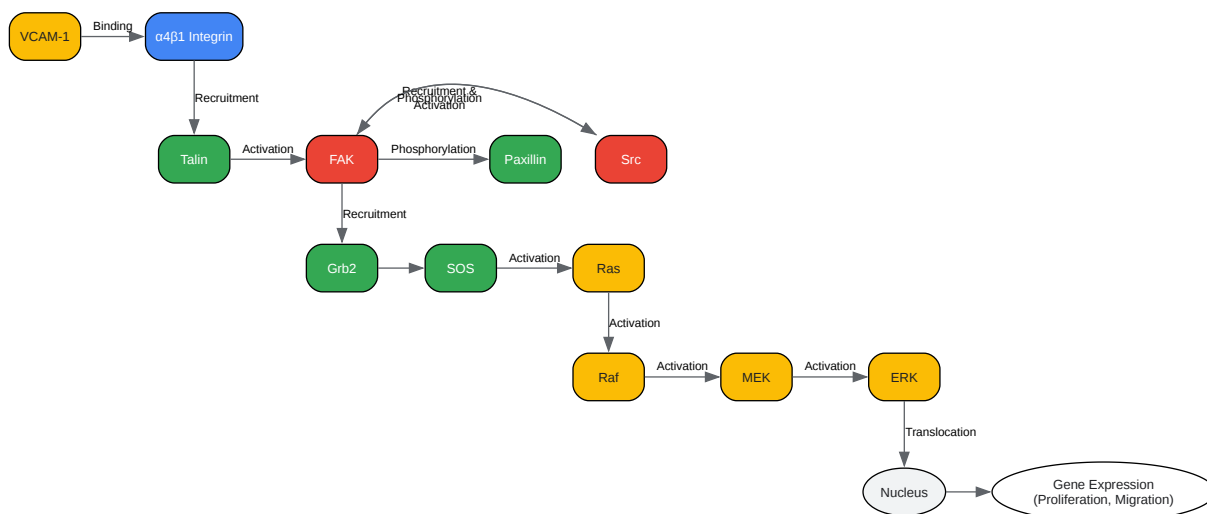 VCAM-1
Binding
α4β1 Integrin
Recruitment
Recruitment &
Activation
Phosphorylation
Talin
Activation
FAK
Phosphorylation
Paxillin
Src
Recruitment
Grb2
SOS
Activation
Ras
Activation
Raf
Activation
MEK
Activation
ERK
Translocation
Nucleus
Gene Expression
(Proliferation, Migration)